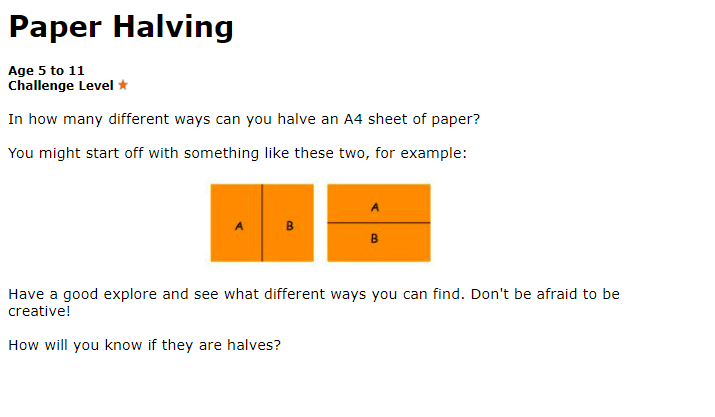 Paper Halving
Age 5 to 11
Challenge Level
In how many different ways can you halve an A4 sheet of paper?
You might start off with something like these two, for example:
A B
A
B
Have a good explore and see what different ways you can find. Don't be afraid to be
creative!
How will you know if they are halves?